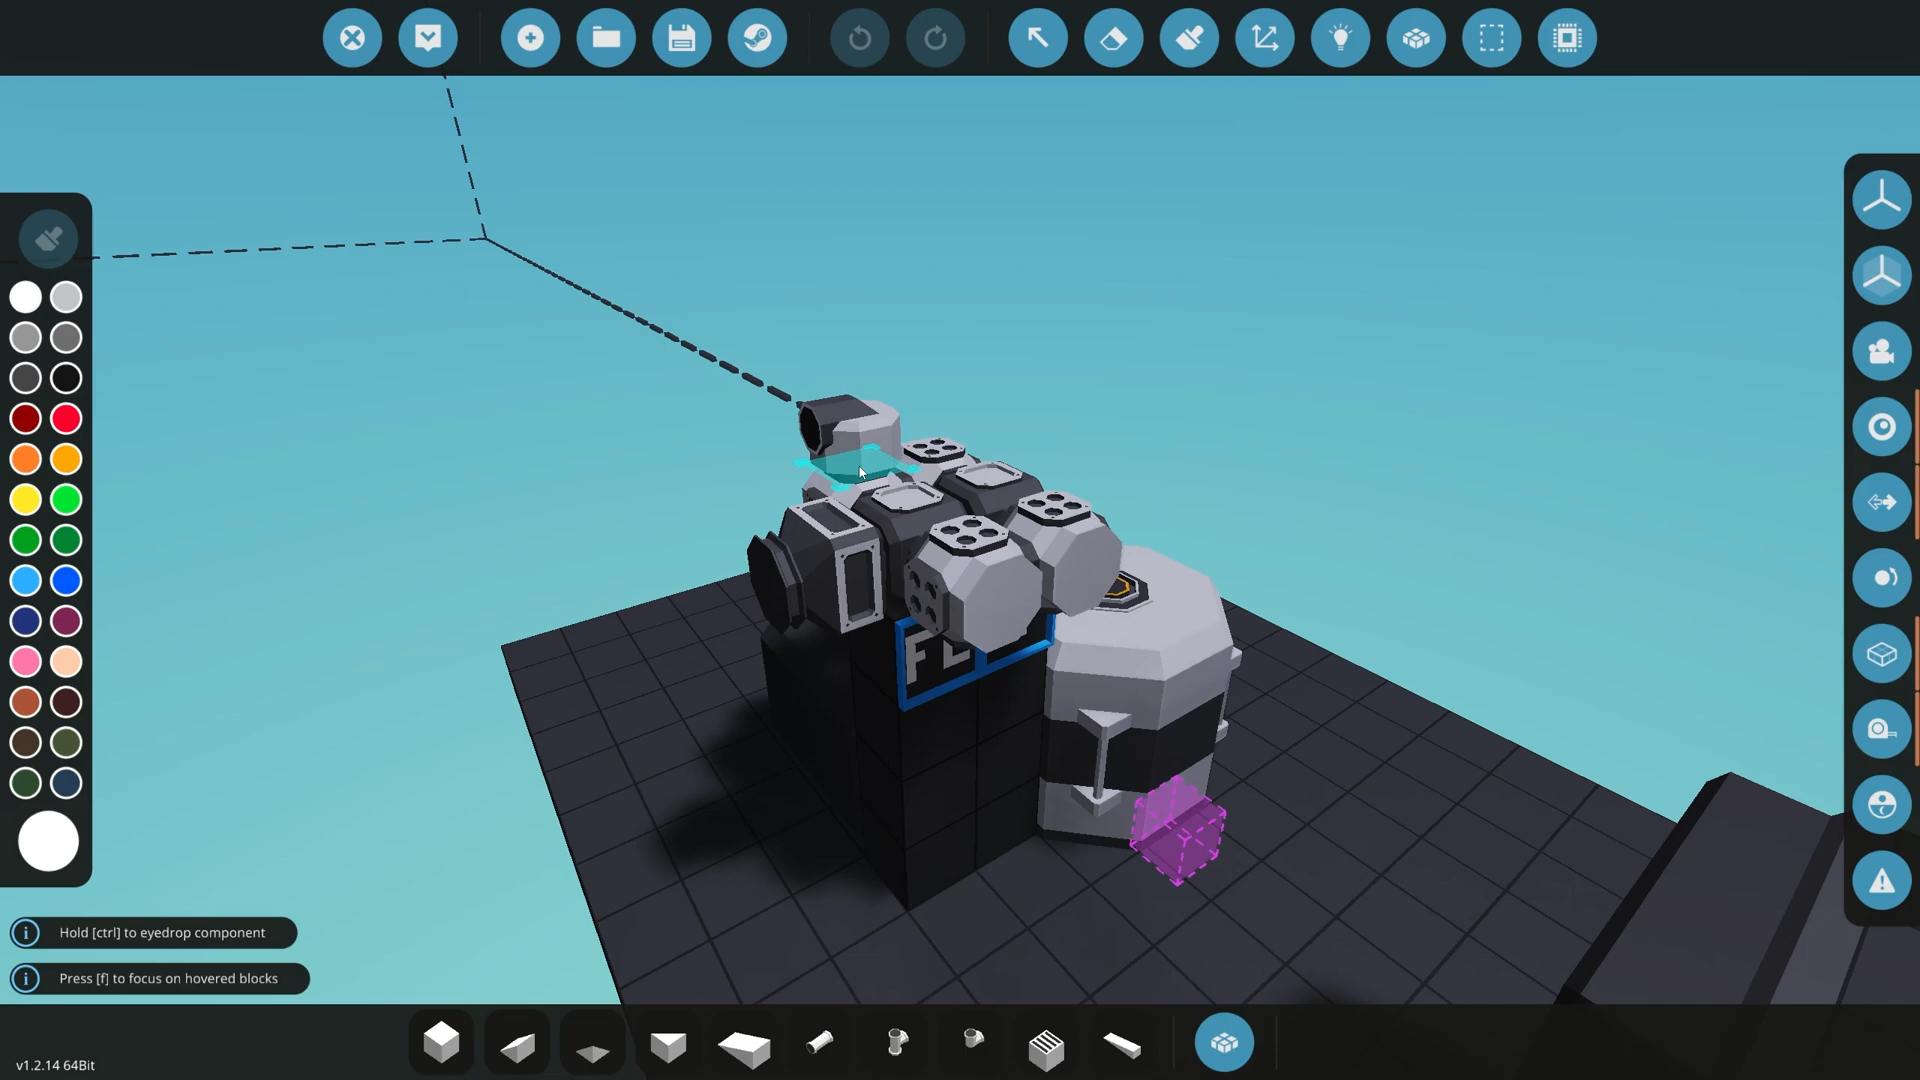 Hold [ctrl] to eyedrop component
Press [f] to focus on hovered blocks
v1.2.14 64Bit